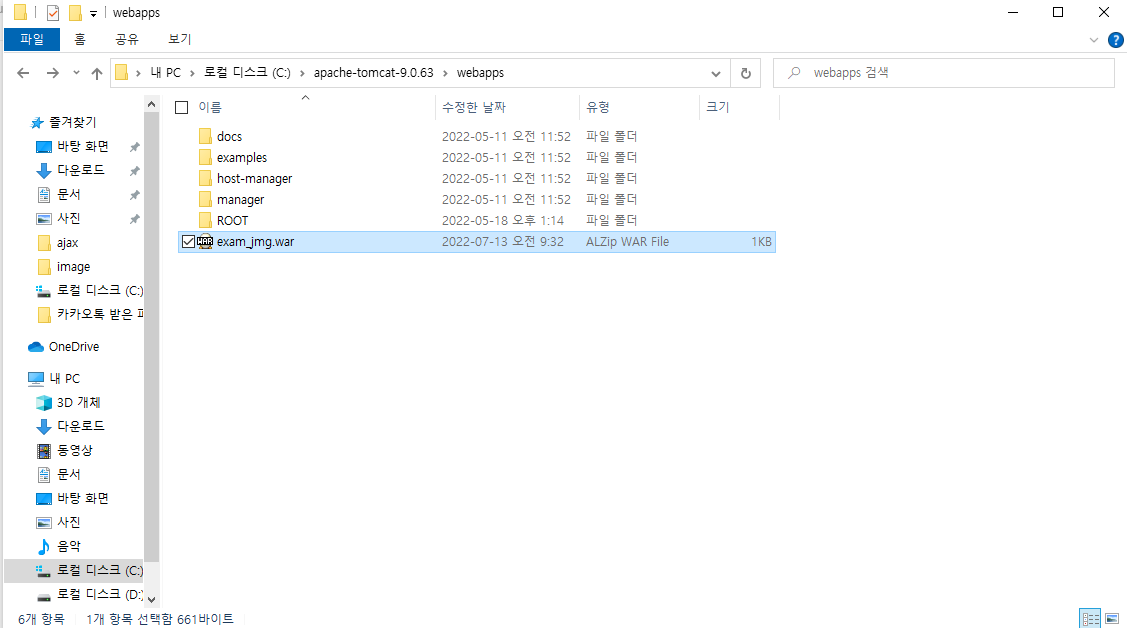 webapps
파일 홈 공유 보기
내 PC 로컬 디스크 (C:) apache-tomcat-9.0.63 webapps
webapps 검색
이름 수정한 날짜 유형 크기
docs 2022-05-11 오전 11:52 파일 폴더
examples 2022-05-11 오전 11:52 파일 폴더
host-manager 2022-05-11 오전 11:52 파일 폴더
manager 2022-05-11 오전 11:52 파일 폴더
ROOT 2022-05-18 오후 1:14 파일 폴더
WAR exam_jmg.war 2022-07-13 오전 9:32 ALZip WAR File 1KB
즐겨찾기
바탕 화면
다운로드
문서
사진
ajax
image
로컬 디스크 (C:)
카카오톡 받은 파
OneDrive
내 PC
3D 개체
다운로드
동영상
문서
바탕 화면
사진
음악
로컬 디스크 (C:)
로컬 디스크 (D:)
6개 항목 1개 항목 선택함 661바이트